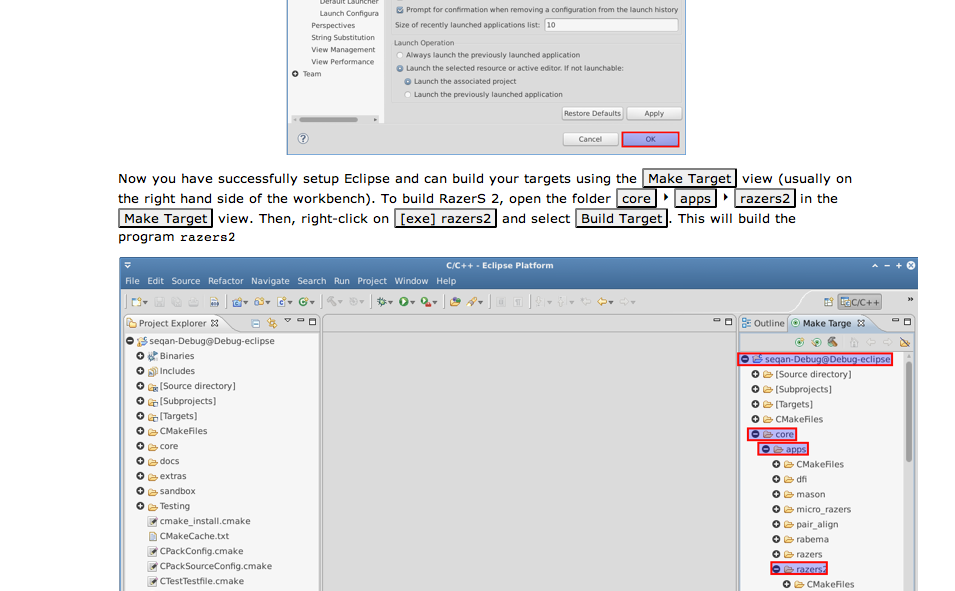 Default Launcher
Launch Configura
Perspectives
String Substitution
View Management
View Performance
Team
Prompt for confirmation when removing a configuration from the launch history
Size of recently launched applications list: 10
Launch Operation
Always launch the previously launched application
Launch the selected resource or active editor. If not launchable:
Launch the associated project
Launch the previously launched application
Restore Defaults Apply
Cancel OK
Now you have successfully setup Eclipse and can build your targets using the Make Target view (usually on
the right hand side of the workbench). To build RazerS 2, open the folder core apps razers2 in the
Make Target view. Then, right-click on [exe] razers2 and select Build Target. This will build the
program razers2
C/C++ - Eclipse Platform
File Edit Source Refactor Navigate Search Run Project Window Help
C/C++
Project Explorer
seqan-Debug@Debug-eclipse
Binaries
Includes
[Source directory]
[Subprojects]
[Targets]
CMakeFiles
core
docs
extras
sandbox
Testing
cmake_install.cmake
CMakeCache.txt
CPackConfig.cmake
CPackSourceConfig.cmake
CTestTestfile.cmake
Outline Make Targe
seqan-Debug@Debug-eclipse
[Source directory]
[Subprojects]
[Targets]
CMakeFiles
core
apps
CMakeFiles
dfi
mason
micro_razers
pair_align
rabema
razers
razers2
CMakeFiles